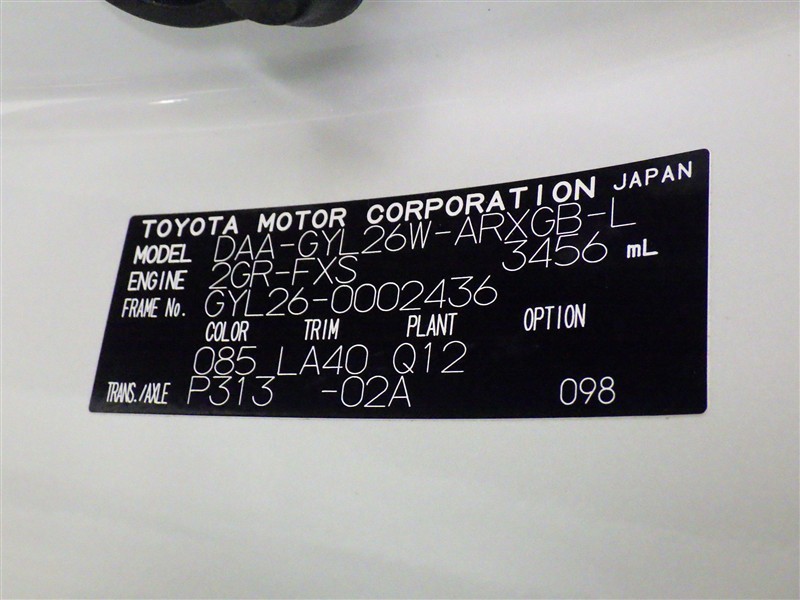 TOYOTA MOTOR CORPORATION JAPAN
MODEL DAA-GYL26W-ARXGB-L
ENGINE 2GR-FXS 3456 mL
FRAME No. GYL26-0002436
COLOR TRIM PLANT OPTION
085 LA40 Q12
TRANS./AXLE P313 -02A 098